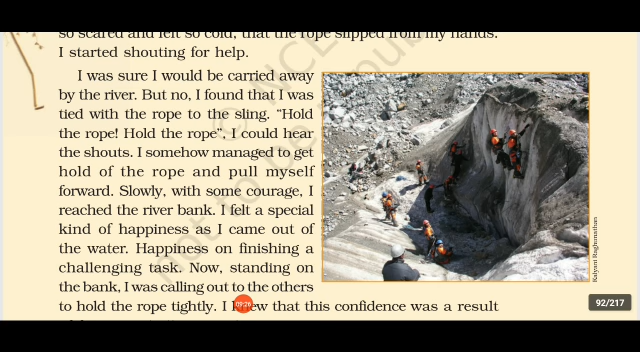 so scared and felt so cold, that the rope slipped from my hands.
I started shouting for help.
I was sure I would be carried away
by the river. But no, I found that I was
tied with the rope to the sling. “Hold
the rope! Hold the rope”, I could hear
the shouts. I somehow managed to get
hold of the rope and pull myself
forward. Slowly, with some courage, I
reached the river bank. I felt a special
kind of happiness as I came out of
the water. Happiness on finishing a
challenging task. Now, standing on
the bank, I was calling out to the others
to hold the rope tightly. I knew that this confidence was a result
Kalyani Raghunathan
09:26
92/217